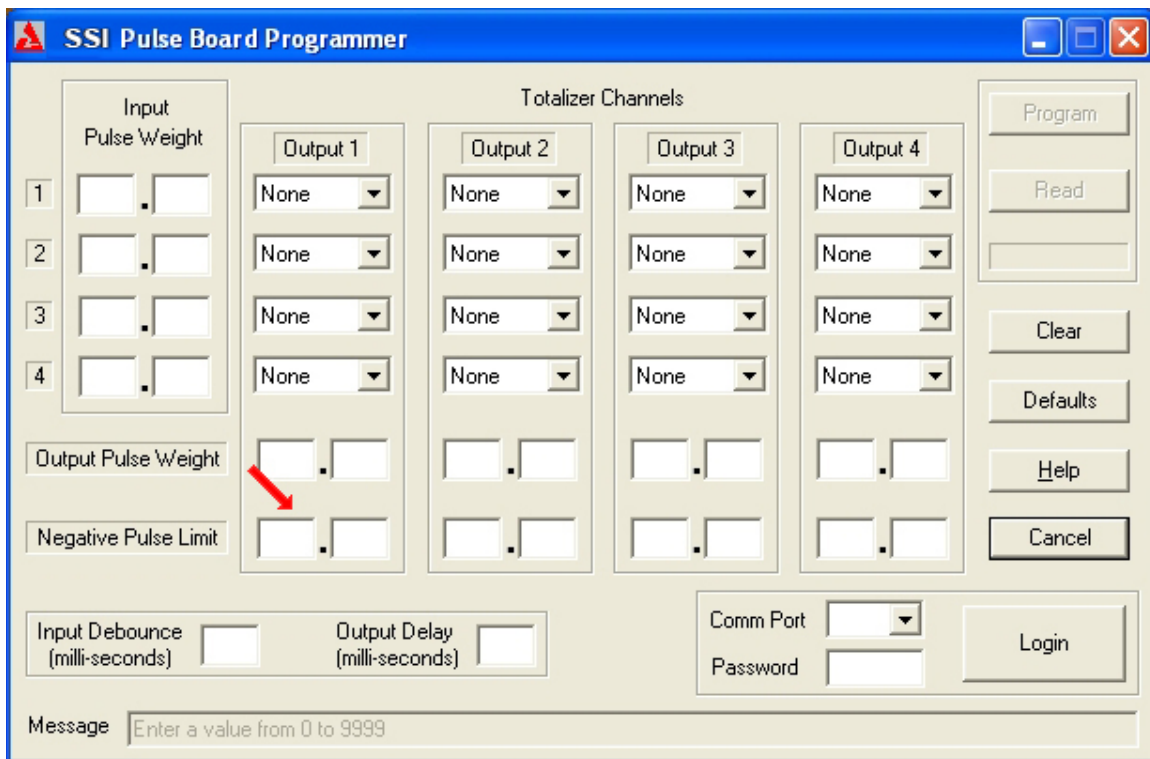 SSI Pulse Board Programmer
Input
Pulse Weight
Totalizer Channels
Output 1
Output 2
Output 3
Output 4
Program
1
.
None
None
None
None
Read
2
.
None
None
None
None
3
.
None
None
None
None
Clear
4
.
None
None
None
None
Defaults
Output Pulse Weight
.
.
.
.
Help
Negative Pulse Limit
.
.
.
.
Cancel
Input Debounce
(milli-seconds)
Output Delay
(milli-seconds)
Comm Port
Password
Login
Message
Enter a value from 0 to 9999